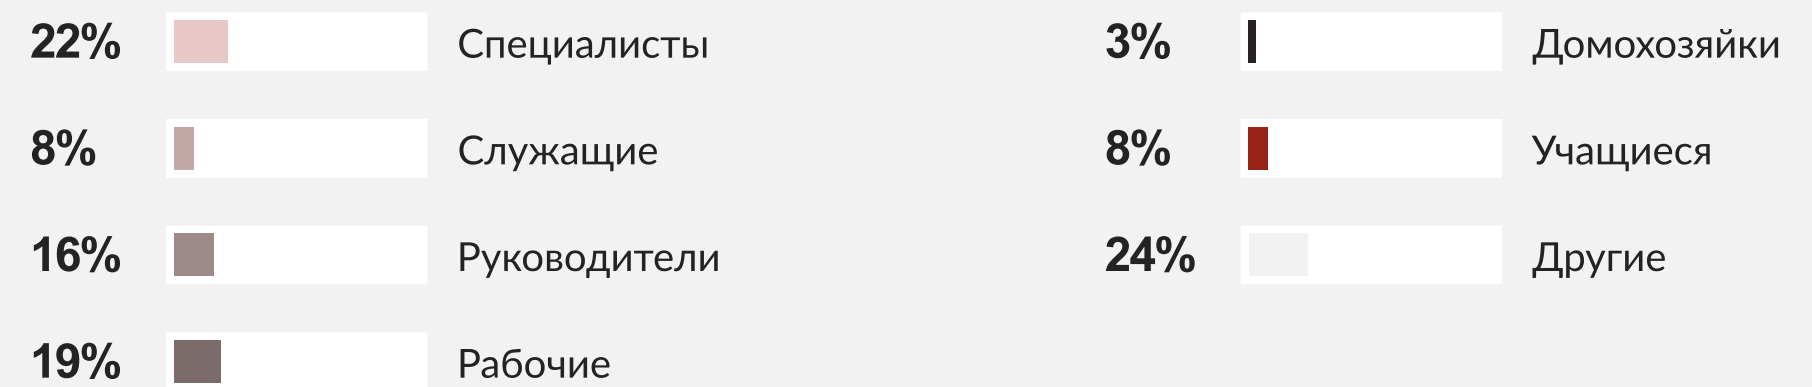 22% Специалисты
8% Служащие
16% Руководители
19% Рабочие
3% Домохозяйки
8% Учащиеся
24% Другие